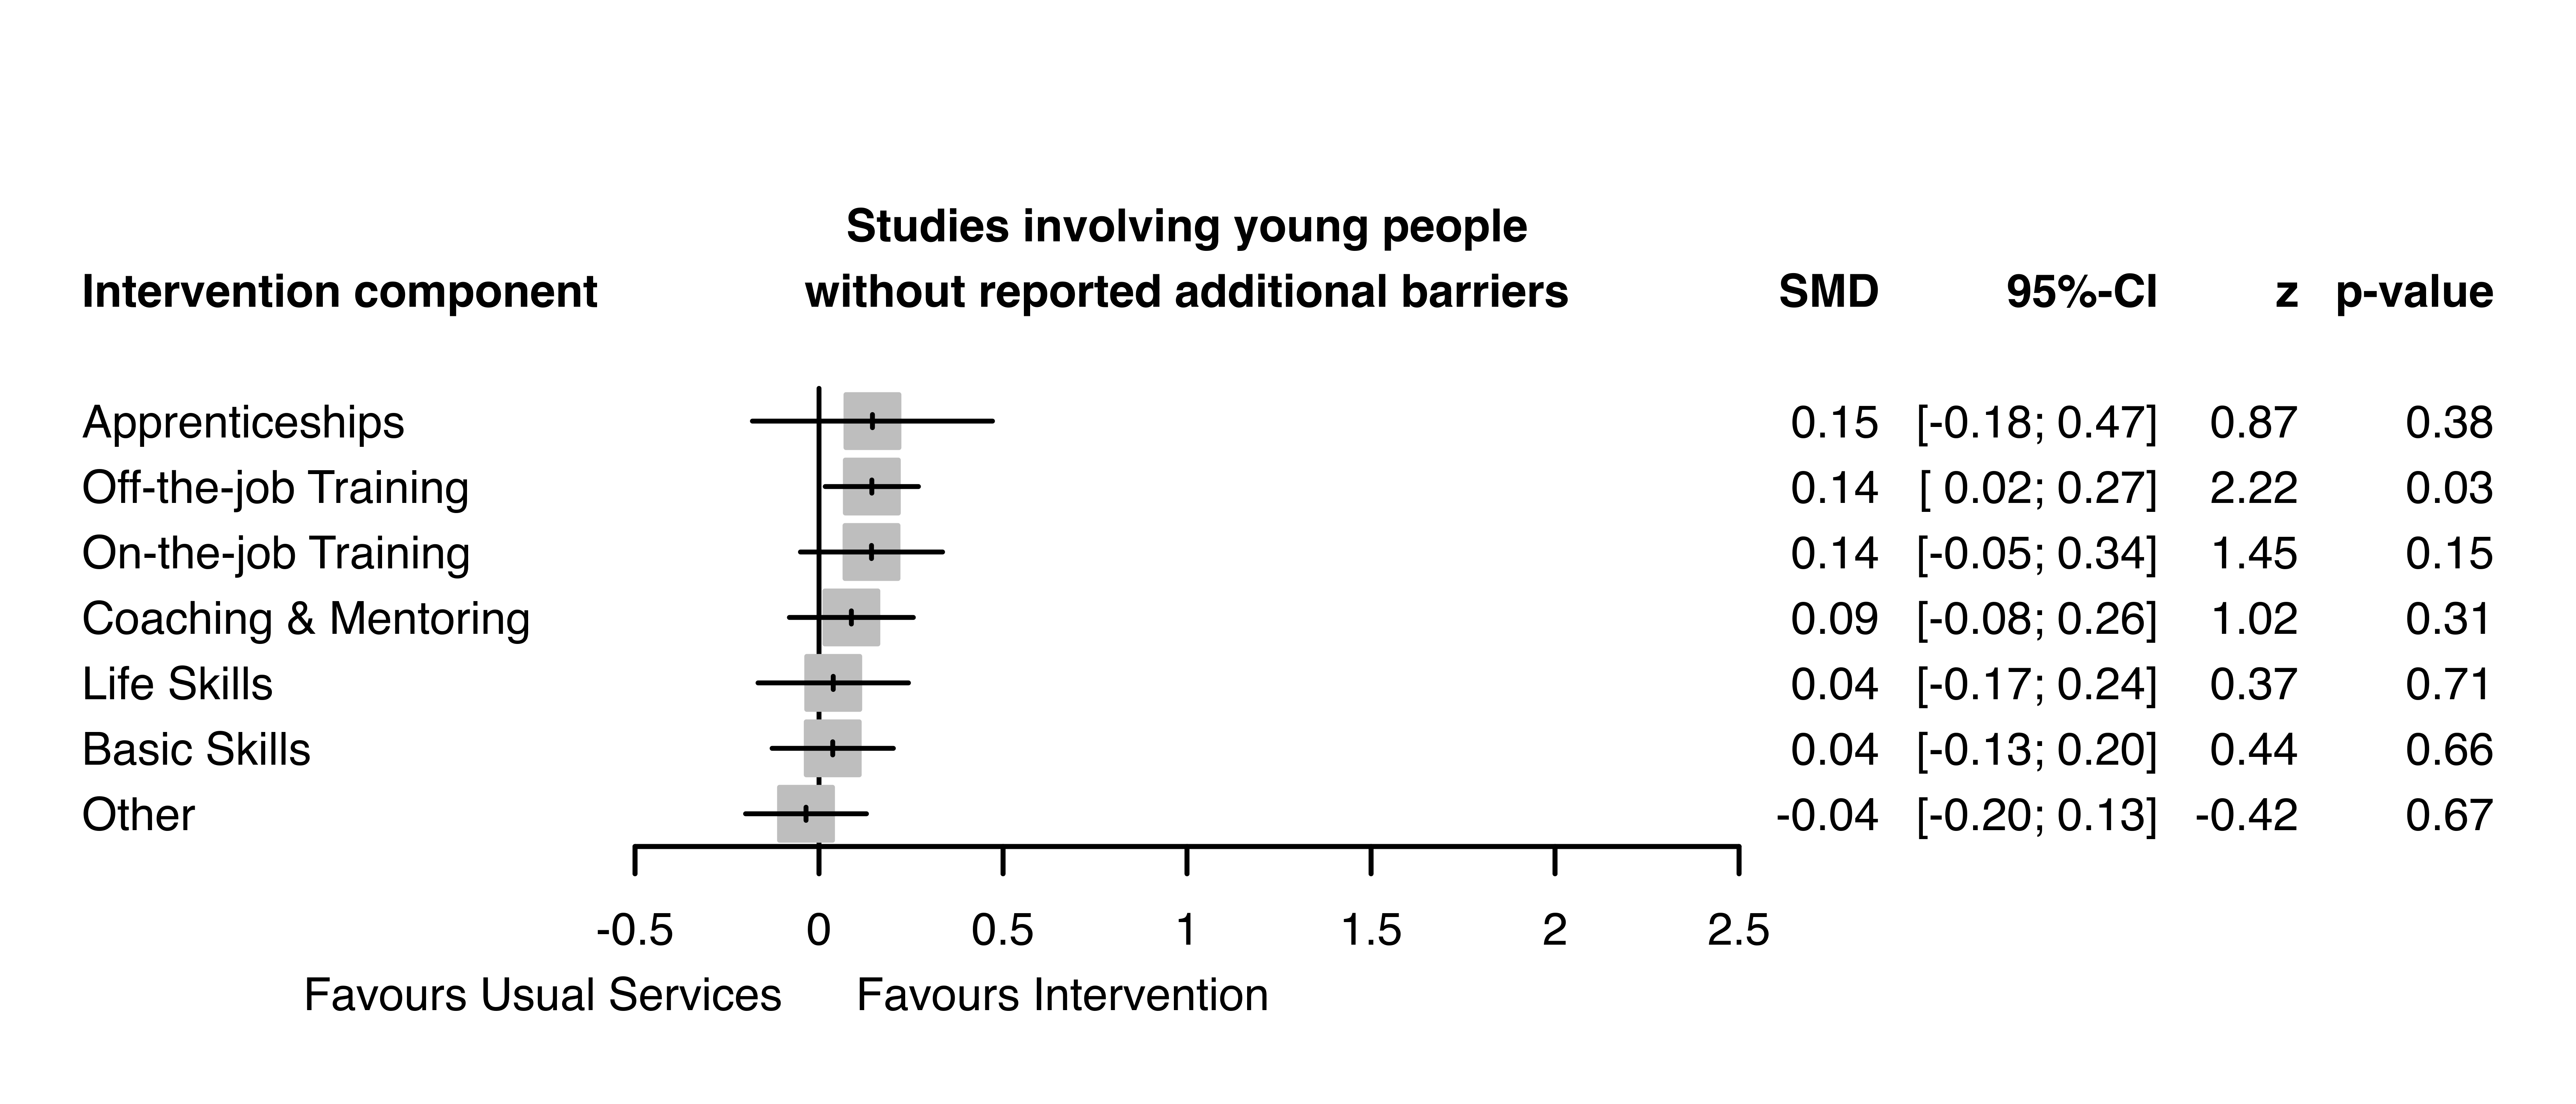 Studies involving young people
Intervention component without reported additional barriers SMD 95%-CI z p-value
Apprenticeships 0.15 [-0.18; 0.47] 0.87 0.38
Off-the-job Training 0.14 [ 0.02; 0.27] 2.22 0.03
On-the-job Training 0.14 [-0.05; 0.34] 1.45 0.15
Coaching & Mentoring 0.09 [-0.08; 0.26] 1.02 0.31
Life Skills 0.04 [-0.17; 0.24] 0.37 0.71
Basic Skills 0.04 [-0.13; 0.20] 0.44 0.66
Other -0.04 [-0.20; 0.13] -0.42 0.67
-0.5 0 0.5 1 1.5 2 2.5
Favours Usual Services Favours Intervention